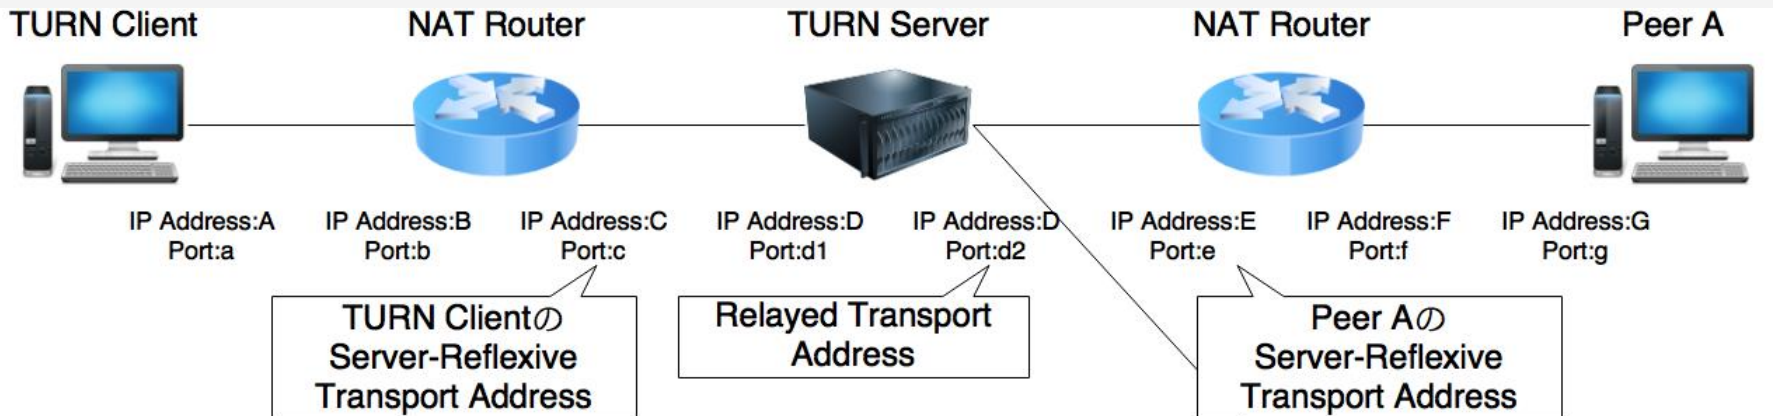 TURN Client
NAT Router
TURN Server
NAT Router
Peer A
IP Address:A
Port:a
IP Address:B
Port:b
IP Address:C
Port:c
IP Address:D
Port:d1
IP Address:D
Port:d2
IP Address:E
Port:e
IP Address:F
Port:f
IP Address:G
Port:g
TURN Clientの
Server-Reflexive
Transport Address
Relayed Transport
Address
Peer Aの
Server-Reflexive
Transport Address